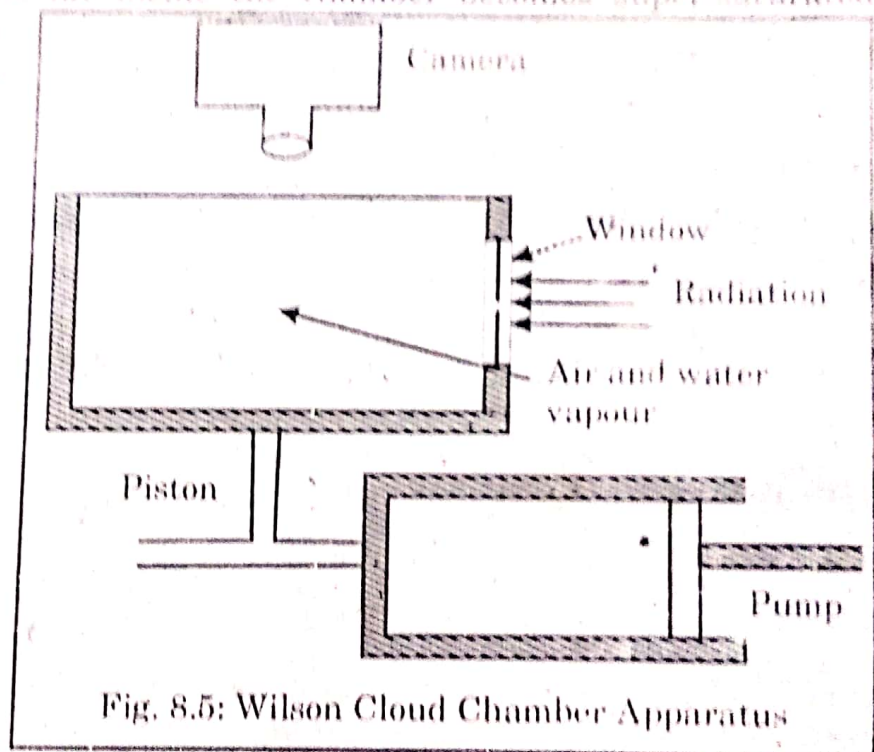 Camera
Window
Radiation
Air and water
vapour
Piston
Pump
Fig. 8.5: Wilson Cloud Chamber Apparatus